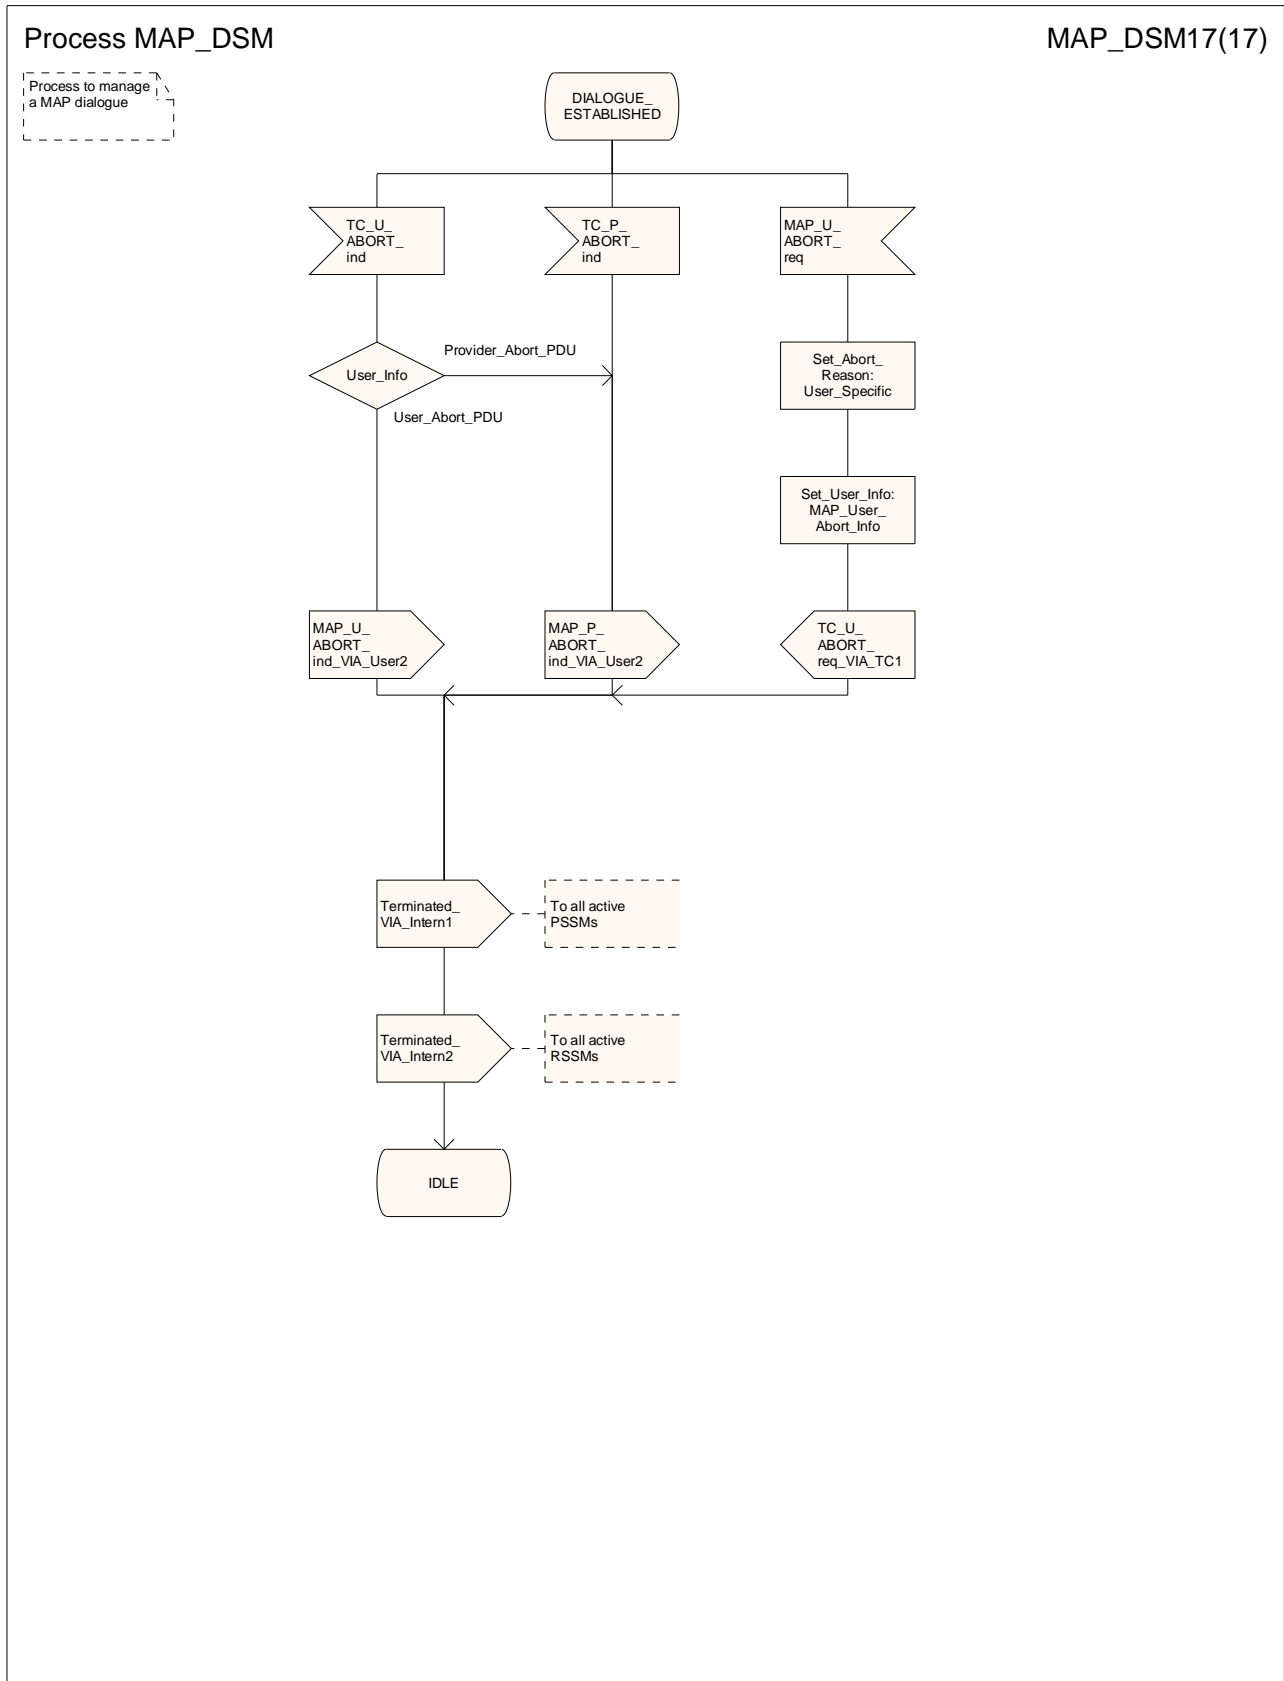 Process MAP_DSM
MAP_DSM17(17)
Process to manage
a MAP dialogue
DIALOGUE_
ESTABLISHED
TC_U_
ABORT_
ind
TC_P_
ABORT_
ind
MAP_U_
ABORT_
req
User_Info
Provider_Abort_PDU
User_Abort_PDU
Set_Abort_
Reason:
User_Specific
Set_User_Info:
MAP_User_
Abort_Info
MAP_U_
ABORT_
ind_VIA_User2
MAP_P_
ABORT_
ind_VIA_User2
TC_U_
ABORT_
req_VIA_TC1
Terminated_
VIA_Intern1
To all active
PSSMs
Terminated_
VIA_Intern2
To all active
RSSMs
IDLE